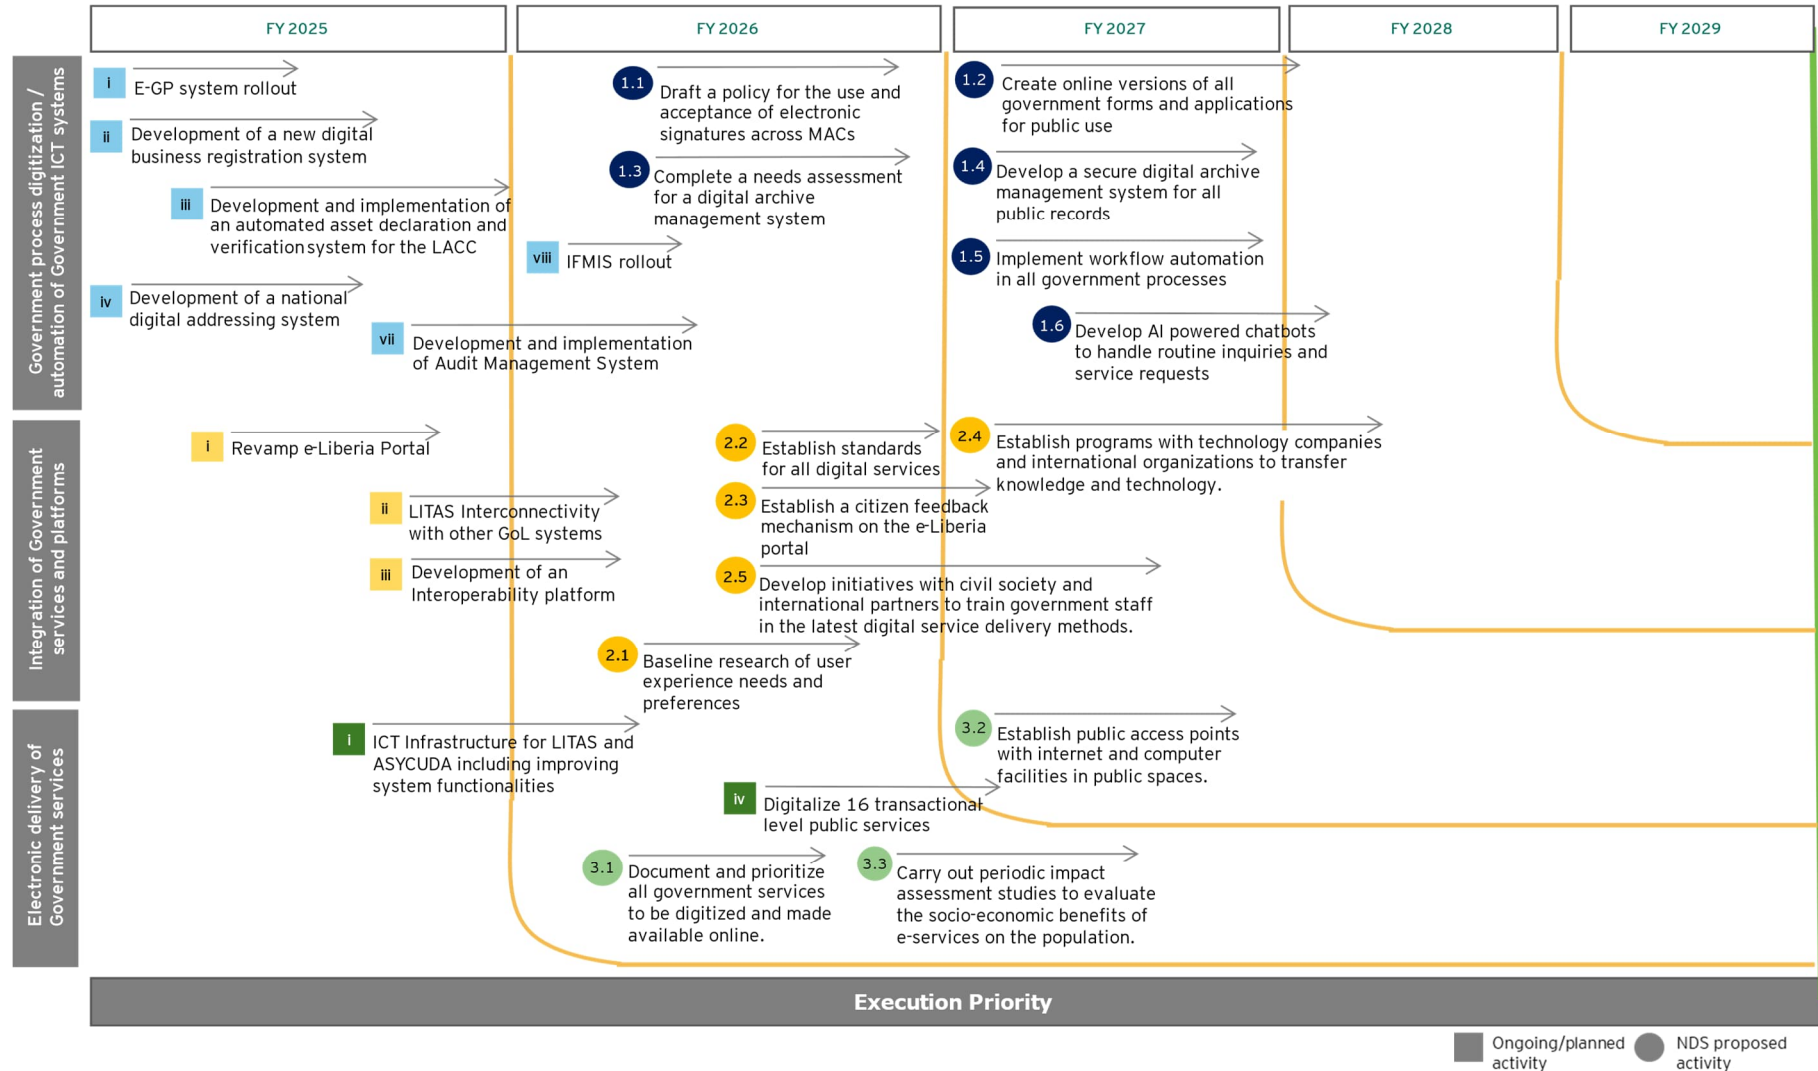 FY 2025
FY 2026
FY 2027
FY 2028
FY 2029
Government process digitization /
automation of Government ICT systems
i
E-GP system rollout
ii
Development of a new digital
business registration system
iii
Development and implementation of
an automated asset declaration and
verification system for the LACC
iv
Development of a national
digital addressing system
vii
Development and implementation
of Audit Management System
viii
IFMIS rollout
1.1
Draft a policy for the use and
acceptance of electronic
signatures across MACs
1.3
Complete a needs assessment
for a digital archive
management system
1.2
Create online versions of all
government forms and applications
for public use
1.4
Develop a secure digital archive
management system for all
public records
1.5
Implement workflow automation
in all government processes
1.6
Develop AI powered chatbots
to handle routine inquiries and
service requests
Integration of Government
services and platforms
i
Revamp e-Liberia Portal
ii
LITAS Interconnectivity
with other GoL systems
iii
Development of an
Interoperability platform
2.2
Establish standards
for all digital services
2.3
Establish a citizen feedback
mechanism on the e-Liberia
portal
2.5
Develop initiatives with civil society and
international partners to train government staff
in the latest digital service delivery methods.
2.1
Baseline research of user
experience needs and
preferences
2.4
Establish programs with technology companies
and international organizations to transfer
knowledge and technology.
Electronic delivery of
Government services
i
ICT Infrastructure for LITAS and
ASYCUDA including improving
system functionalities
iv
Digitalize 16 transactional
level public services
3.1
Document and prioritize
all government services
to be digitized and made
available online.
3.2
Establish public access points
with internet and computer
facilities in public spaces.
3.3
Carry out periodic impact
assessment studies to evaluate
the socio-economic benefits of
e-services on the population.
Execution Priority
Ongoing/planned
activity
NDS proposed
activity